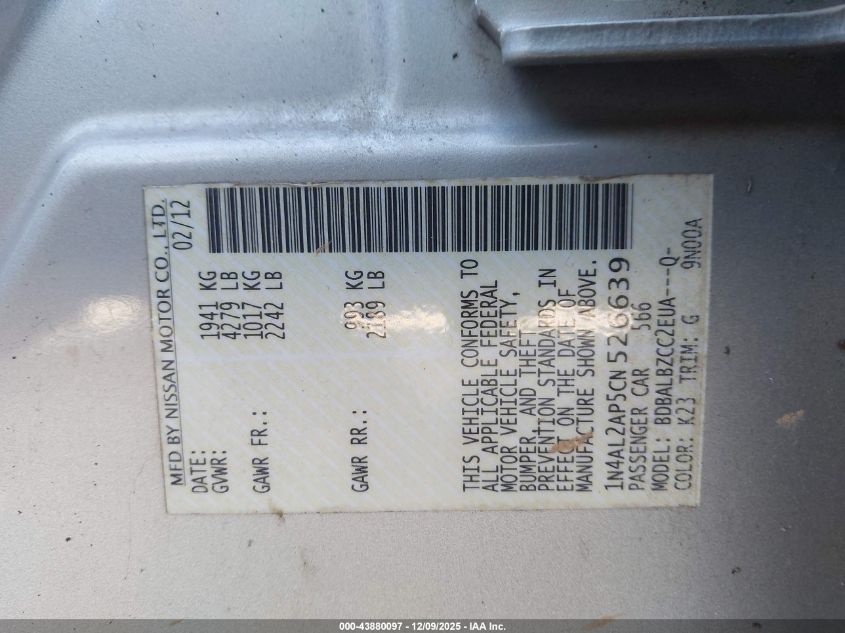 MFD BY NISSAN MOTOR CO., LTD.
DATE: 02/12
GVWR: 1941 KG
4279 LB
GAWR FR.: 1017 KG
2242 LB
GAWR RR.: 993 KG
2189 LB
THIS VEHICLE CONFORMS TO
ALL APPLICABLE FEDERAL
MOTOR VEHICLE SAFETY,
BUMPER, AND THEFT
PREVENTION STANDARDS IN
EFFECT ON THE DATE OF
MANUFACTURE SHOWN ABOVE.
1N4AL2AP5CN526639
PASSENGER CAR 566
MODEL: BDBALBZCCZEUA---Q-
COLOR: K23 TRIM: G 9N00A
000-43880097 - 12/09/2025 - IAA Inc.